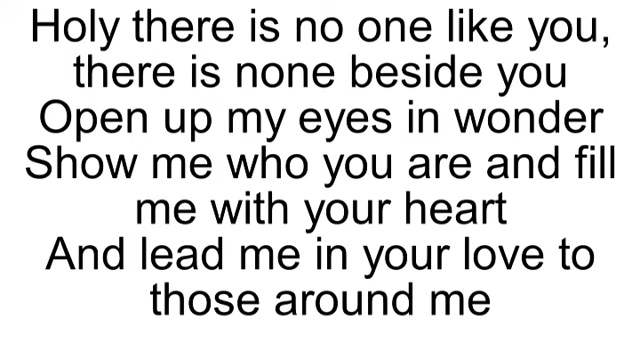 Holy there is no one like you,
there is none beside you
Open up my eyes in wonder
Show me who you are and fill
me with your heart
And lead me in your love to
those around me